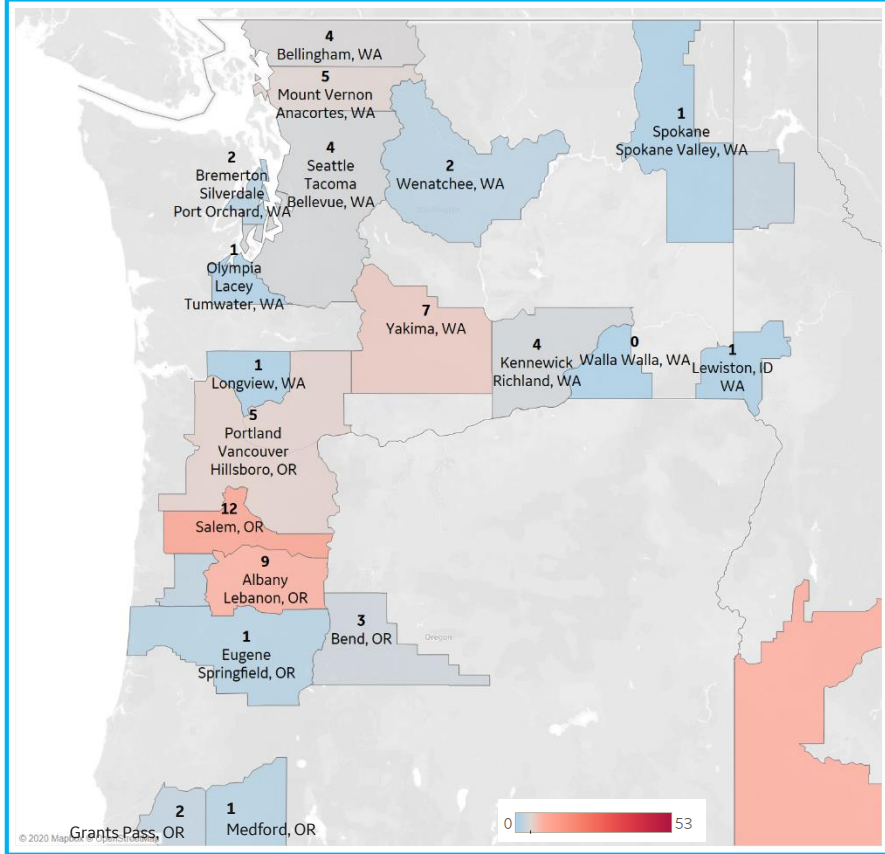 4
Bellingham, WA
5
Mount Vernon
Anacortes, WA
4
Seattle
Tacoma
Bellevue, WA
2
Bremerton
Silverdale
Port Orchard, WA
2
Wenatchee, WA
1
Spokane
Spokane Valley, WA
1
Olympia
Lacey
Tumwater, WA
7
Yakima, WA
4
Kennewick
Richland, WA
0
Walla Walla, WA
1
Lewiston, ID
WA
1
Longview, WA
5
Portland
Vancouver
Hillsboro, OR
12
Salem, OR
9
Albany
Lebanon, OR
1
Eugene
Springfield, OR
3
Bend, OR
Oregon
2
Grants Pass, OR
1
Medford, OR
0 53
© 2020 Mapbox © OpenStreetMap